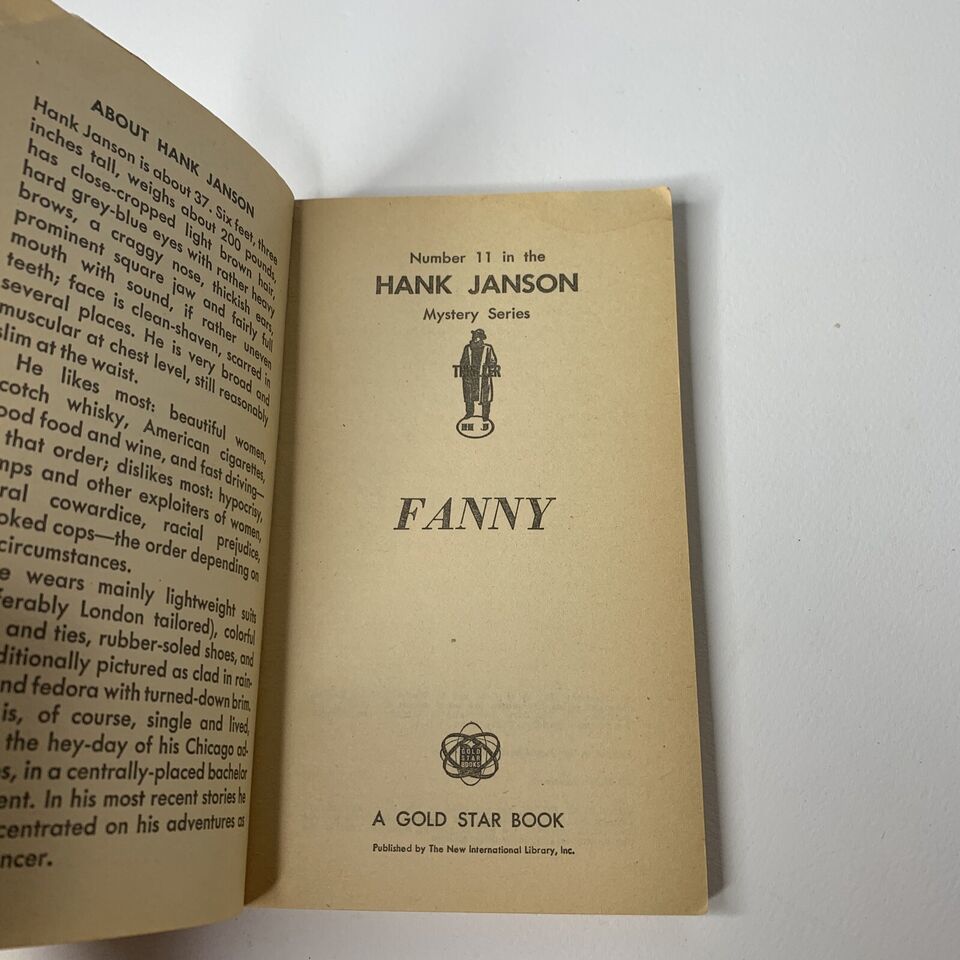 ABOUT HANK JANSON
Hank Janson is about 37. Six feet, three
inches tall, weighs about 200 pounds,
has close-cropped light brown hair,
hard grey-blue eyes with rather heavy
brows, a craggy nose, thickish ears,
prominent square jaw and fairly full
mouth with sound, if rather uneven
teeth; face is clean-shaven, scarred in
several places. He is very broad and
muscular at chest level, still reasonably
slim at the waist.
He likes most: beautiful women,
cotch whisky, American cigarettes,
ood food and wine, and fast driving—
that order; dislikes most: hypocrisy,
mps and other exploiters of women,
ral cowardice, racial prejudice,
oked cops—the order depending on
circumstances.
e wears mainly lightweight suits
ferably London tailored), colorful
and ties, rubber-soled shoes, and
ditionally pictured as clad in rain-
nd fedora with turned-down brim.
is, of course, single and lived,
the hey-day of his Chicago ad-
es, in a centrally-placed bachelor
ent. In his most recent stories he
centrated on his adventures as
ncer.
Number 11 in the
HANK JANSON
Mystery Series
THRILLER
FANNY
GOLD
STAR
BOOKS
A GOLD STAR BOOK
Published by The New International Library, Inc.